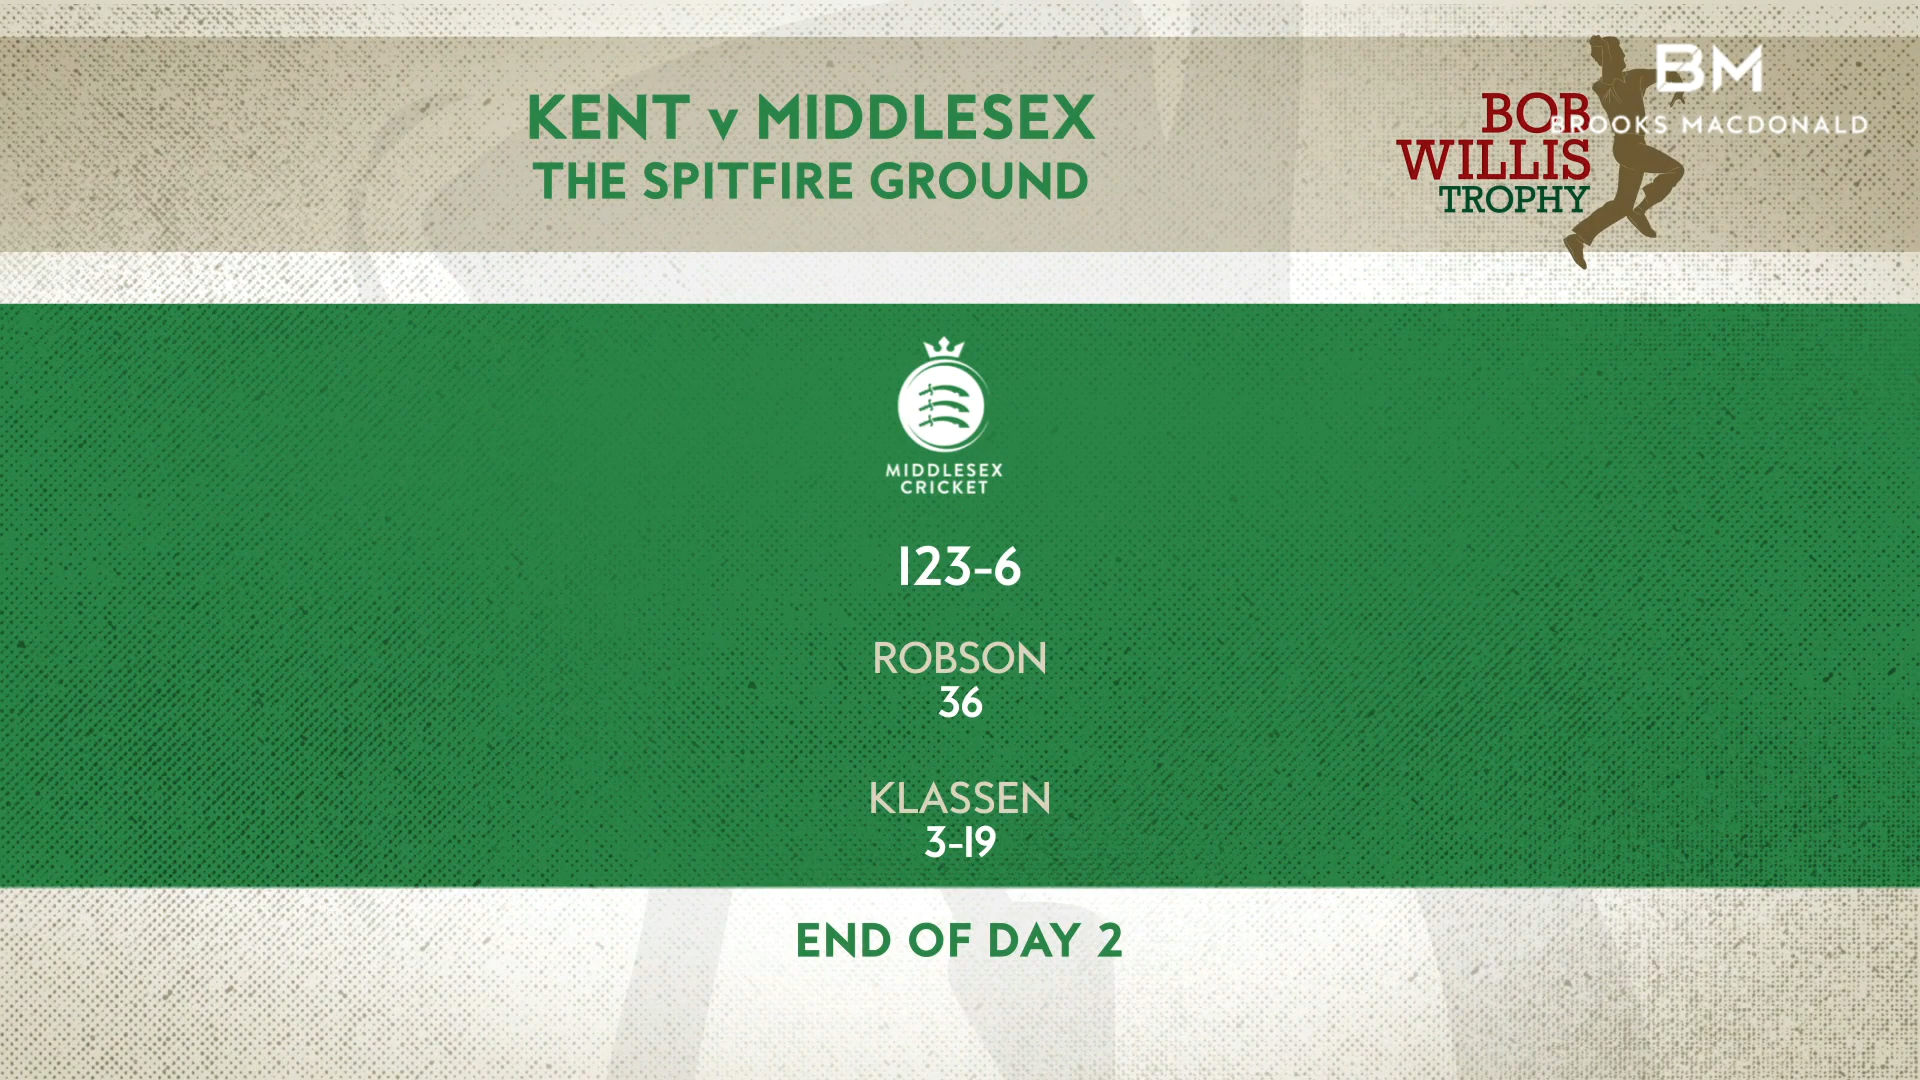 KENT v MIDDLESEX
THE SPITFIRE GROUND
BOB
WILLIS
TROPHY
BM
BROOKS MACDONALD
MIDDLESEX
CRICKET
123-6
ROBSON
36
KLASSEN
3-19
END OF DAY 2